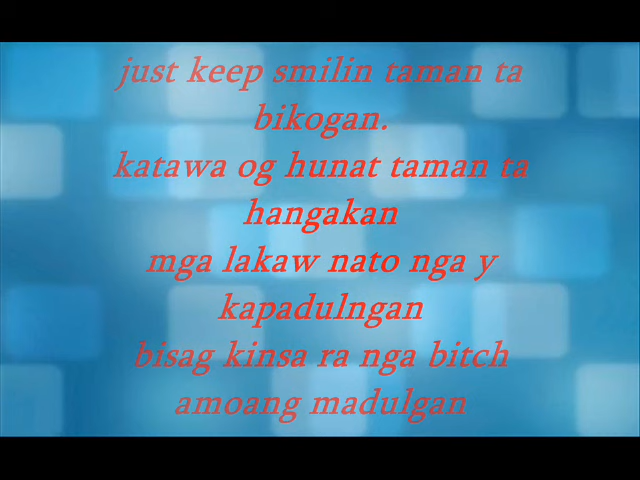 just keep smilin taman ta
bikogan.
katawa og hunat taman ta
hangakan
mga lakaw nato nga y
kapadulngan
bisag kinsa ra nga bitch
amoang madulgan